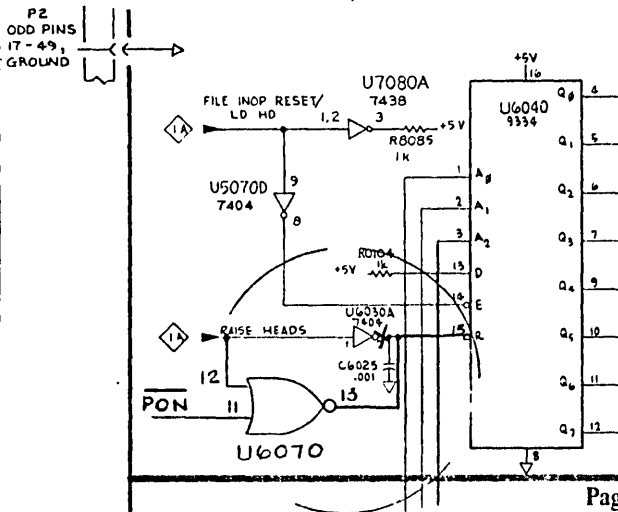 P2
ODD PINS
17-49,
GROUND
U7080A
7438
+5V
16
FILE INOP RESET/
LD HD
1A
1,2
3
+5V
R8085
1k
U6040
9334
Q0 4
Q1 5
Q2 6
Q3 7
Q4 9
Q5 10
Q6 11
Q7 12
1 A0
2 A1
3 A2
13 D
14 E
15 R
8
U5070D
7404
9
8
R0104
1k
+5V
U6030A
7404
1A
RAISE HEADS
1
C6025
.001
12
13
PON
11
U6070
Pag